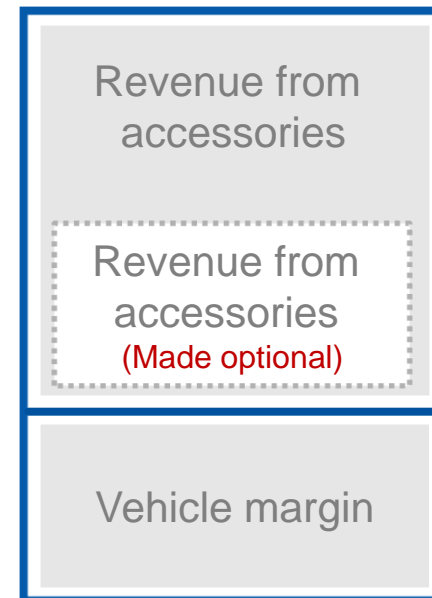 Revenue from
accessories
Revenue from
accessories
(Made optional)
Vehicle margin